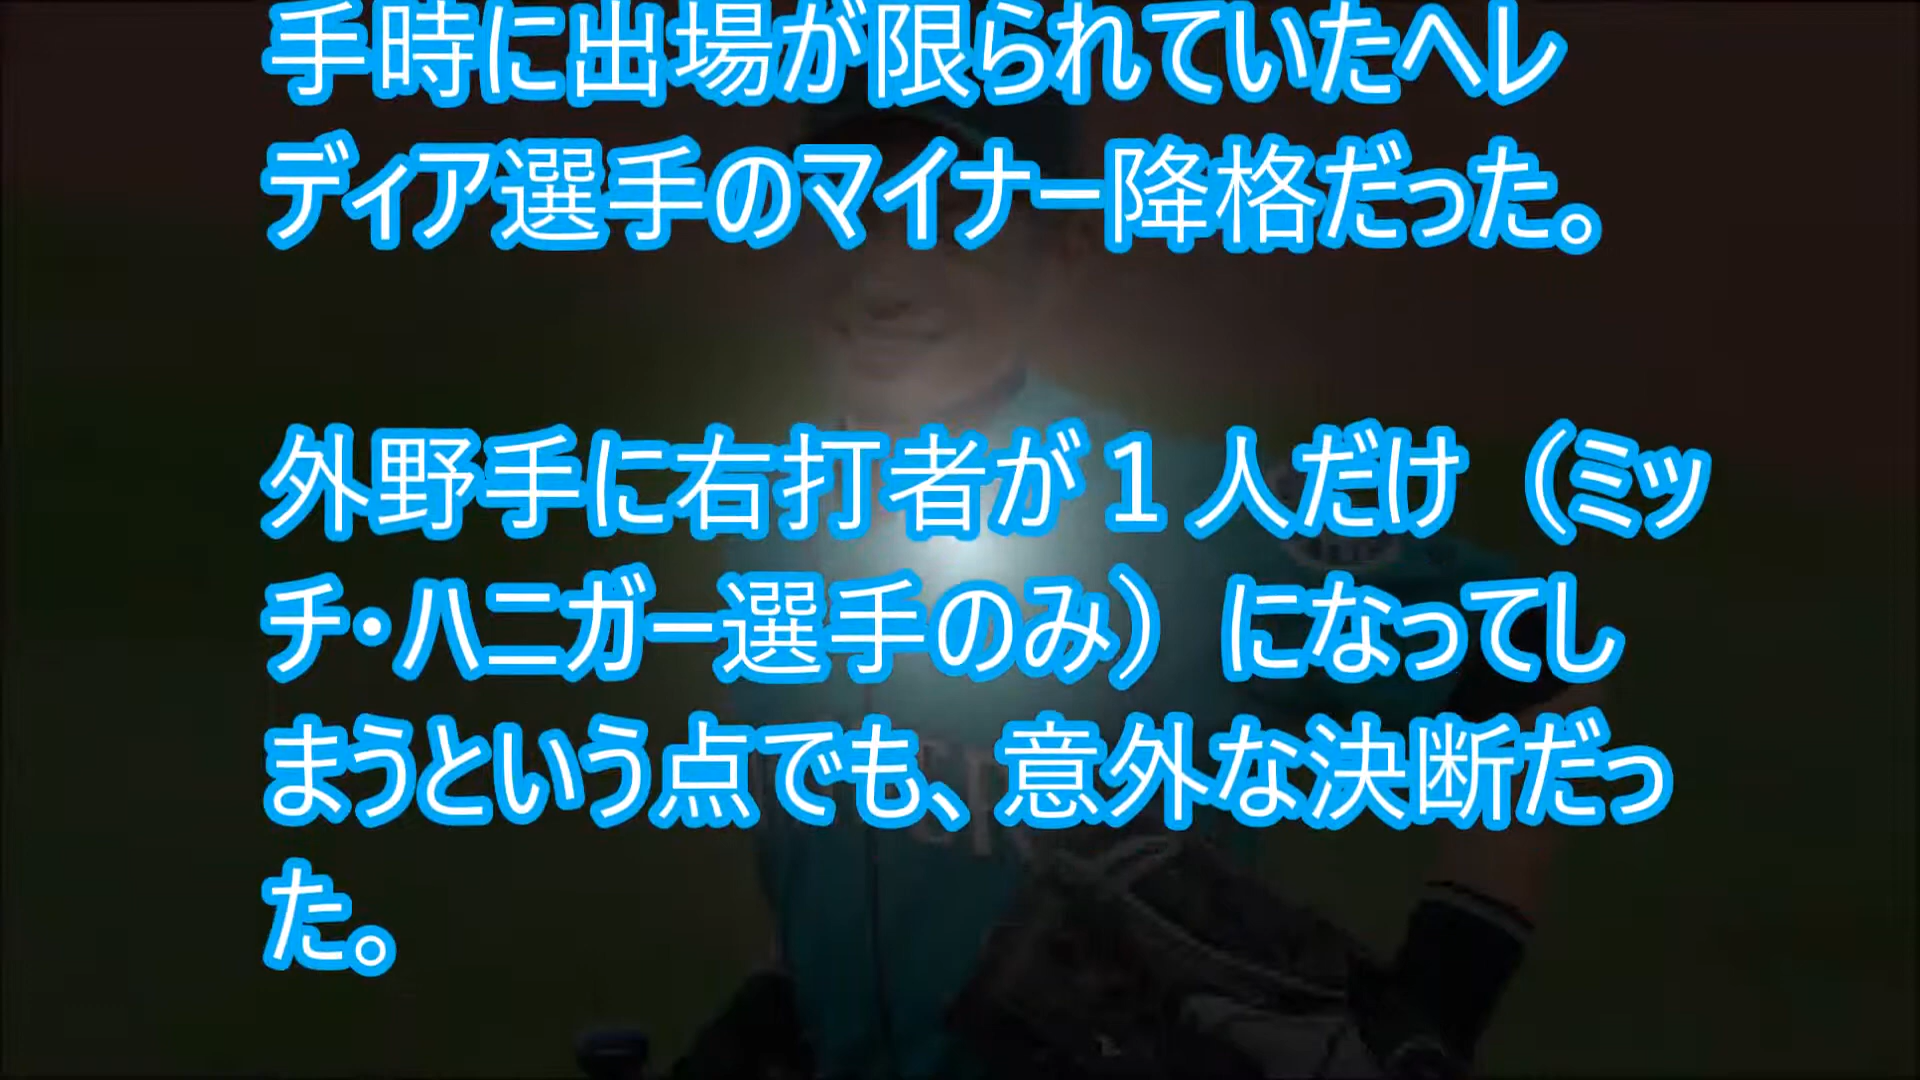 手時に出場が限られていたヘレ
ディア選手のマイナー降格だった。
外野手に右打者が１人だけ（ミッ
チ・ハニガー選手のみ）になってし
まうという点でも、意外な決断だっ
た。